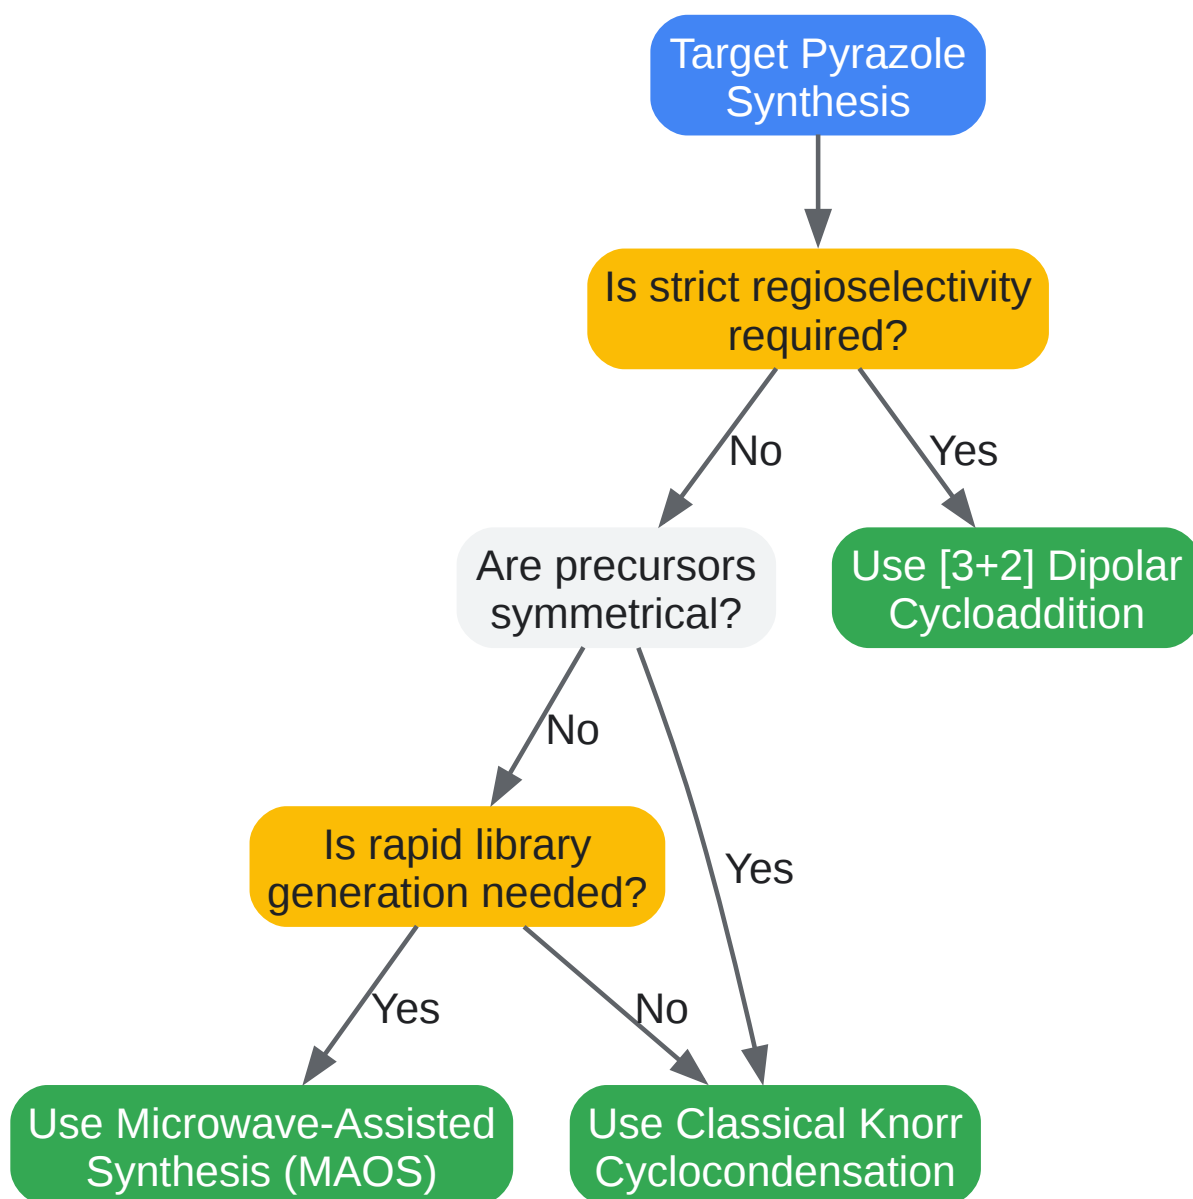 Target Pyrazole
Synthesis
Is strict regioselectivity
required?
No
Yes
Are precursors
symmetrical?
Use [3+2] Dipolar
Cycloaddition
No
Is rapid library
generation needed?
Yes
Yes
No
Use Microwave-Assisted
Synthesis (MAOS)
Use Classical Knorr
Cyclocondensation